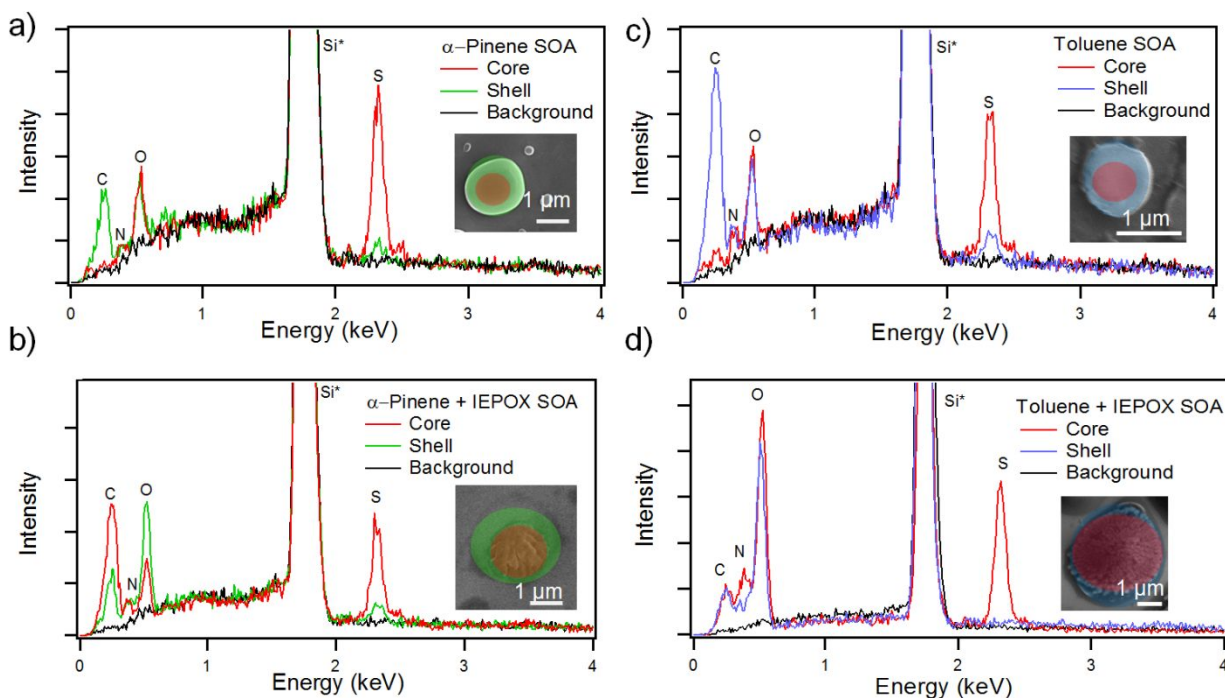 a)
α-Pinene SOA
Core
Shell
Background
Si*
S
C
O
N
1 μm
Intensity
0 1 2 3 4
Energy (keV)
c)
Toluene SOA
Core
Shell
Background
Si*
S
C
O
N
1 μm
Intensity
0 1 2 3 4
Energy (keV)
b)
α-Pinene + IEPOX SOA
Core
Shell
Background
Si*
S
C
O
N
1 μm
Intensity
0 1 2 3 4
Energy (keV)
d)
Toluene + IEPOX SOA
Core
Shell
Background
Si*
S
O
N
C
1 μm
Intensity
0 1 2 3 4
Energy (keV)